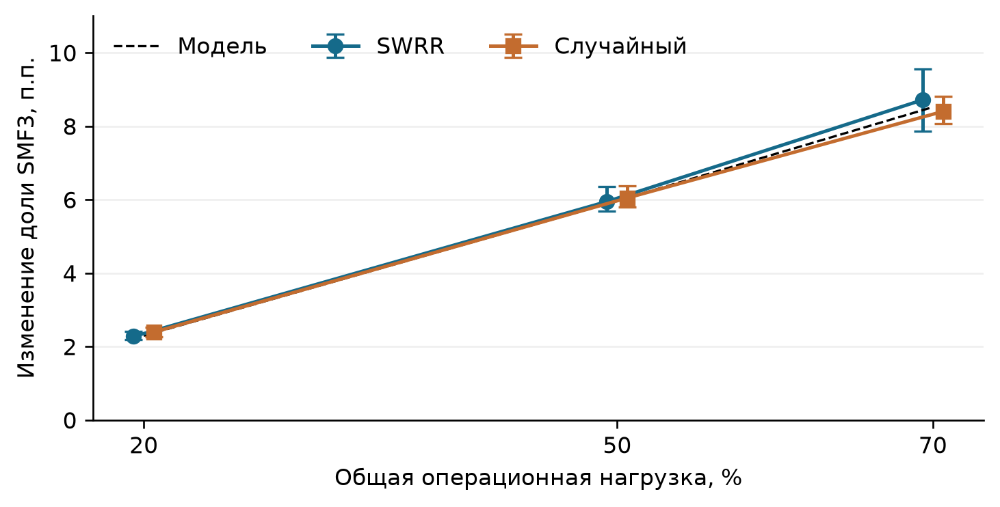 Модель
SWRR
Случайный
Изменение доли SMF3, п.п.
10
8
6
4
2
0
20
50
70
Общая операционная нагрузка, %